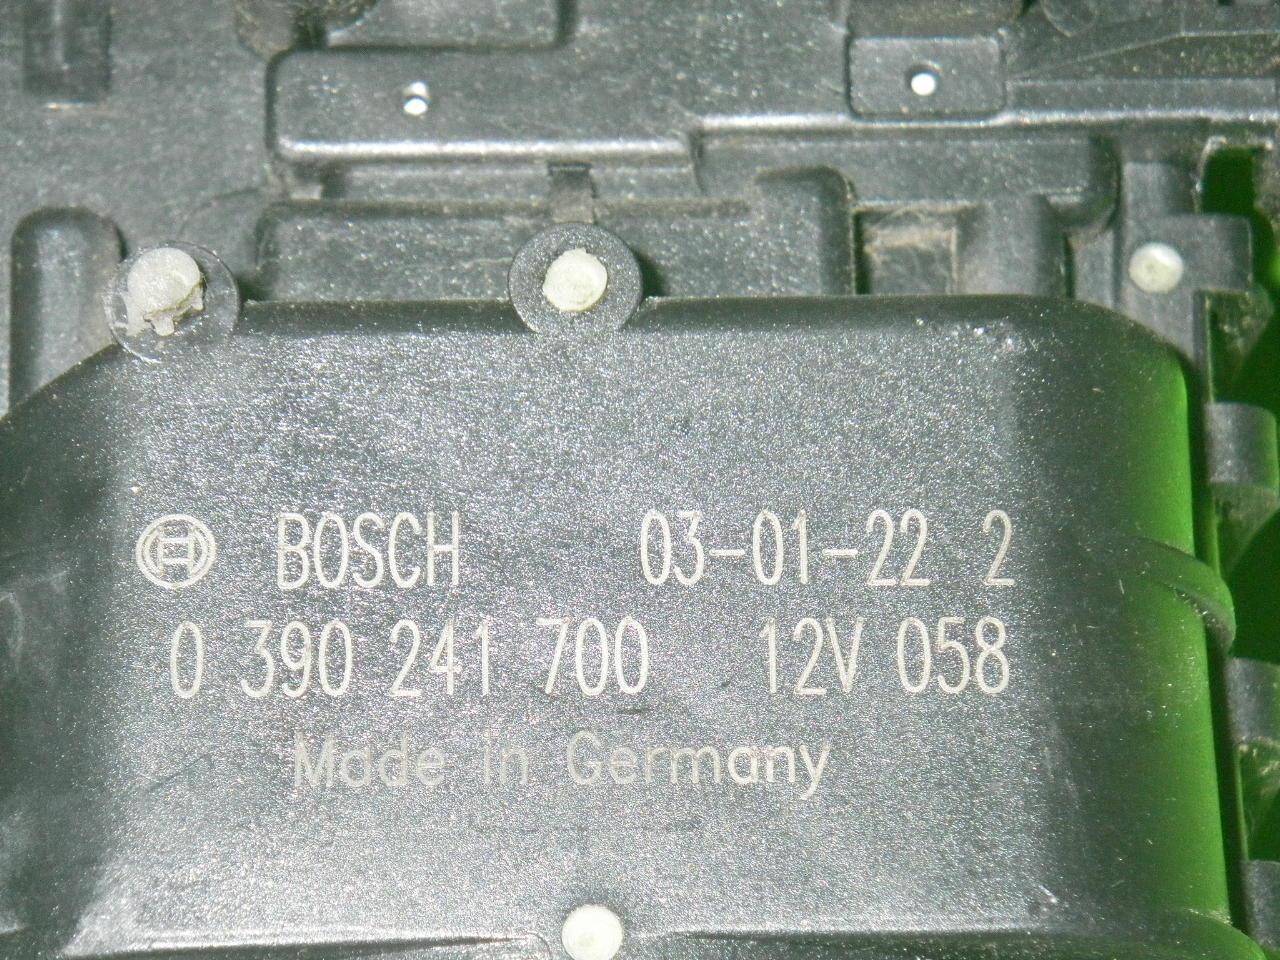 BOSCH 03-01-22 2
0 390 241 700 12V 058
Made in Germany